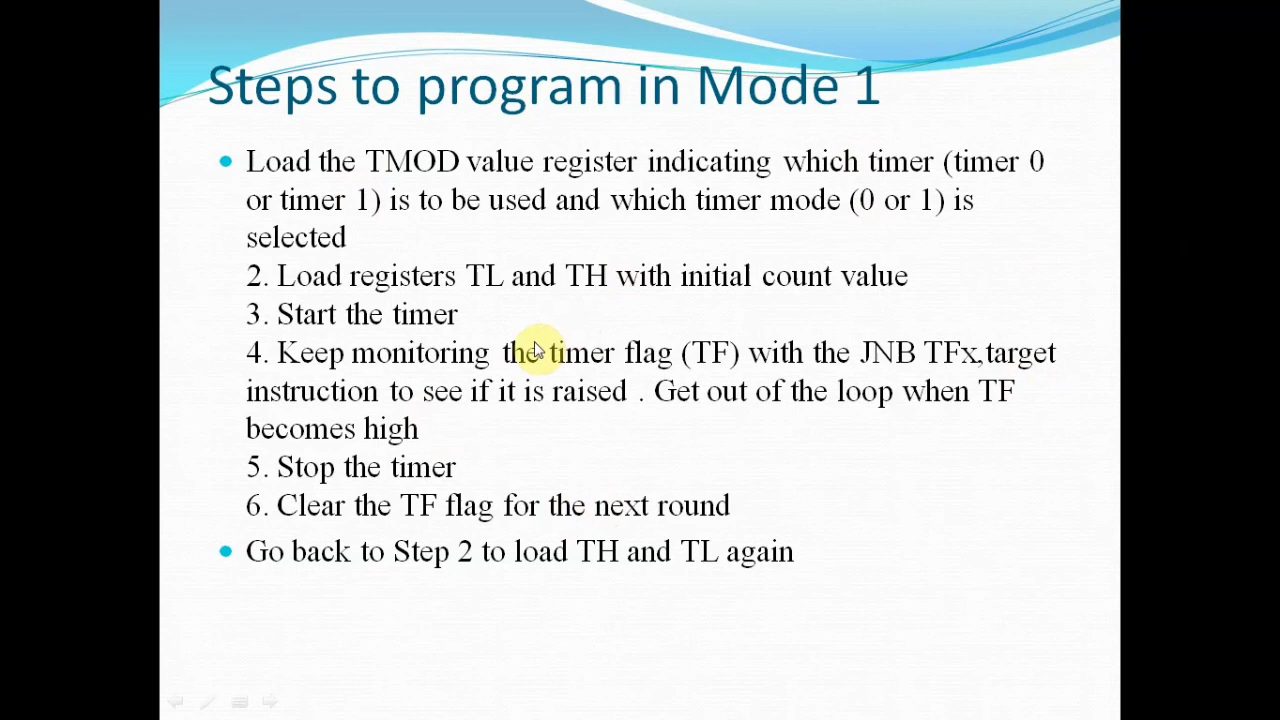 Steps to program in Mode 1
Load the TMOD value register indicating which timer (timer 0
or timer 1) is to be used and which timer mode (0 or 1) is
selected
2. Load registers TL and TH with initial count value
3. Start the timer
4. Keep monitoring the timer flag (TF) with the JNB TFx,target
instruction to see if it is raised . Get out of the loop when TF
becomes high
5. Stop the timer
6. Clear the TF flag for the next round
Go back to Step 2 to load TH and TL again